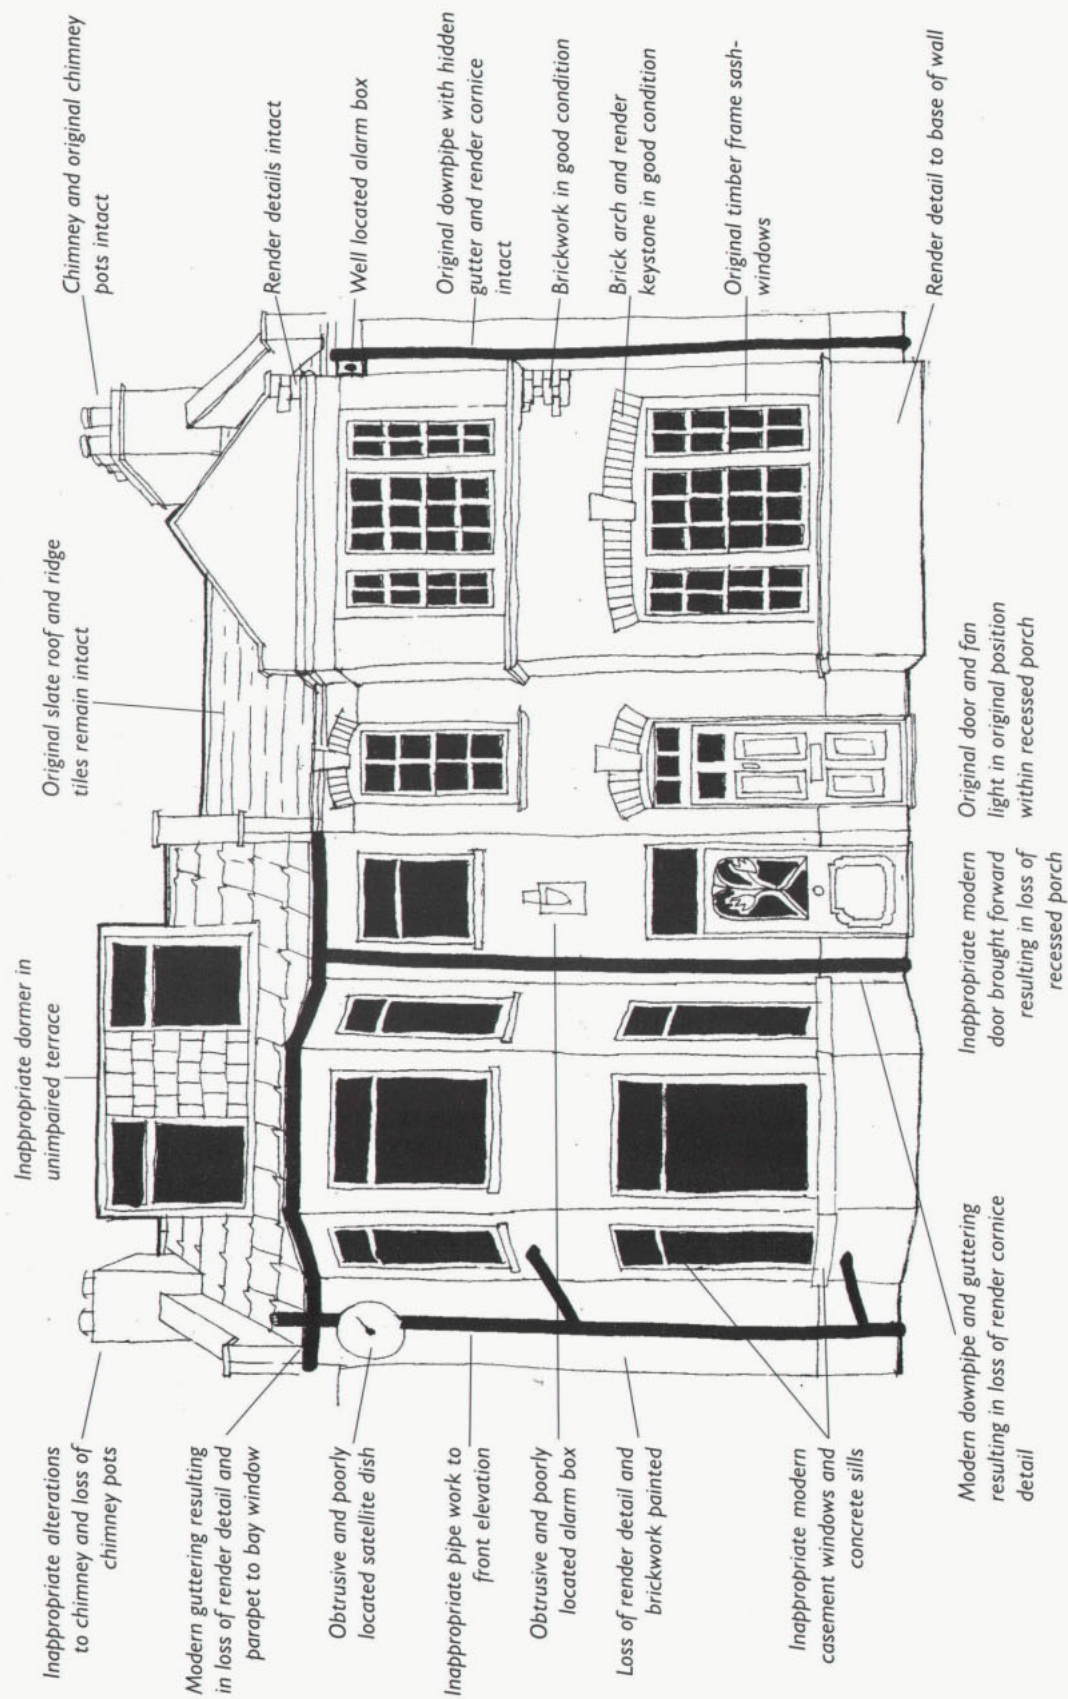 Inappropriate alterations
to chimney and loss of
chimney pots
Modern guttering resulting
in loss of render detail and
parapet to bay window
Obtrusive and poorly
located satellite dish
Inappropriate pipe work to
front elevation
Obtrusive and poorly
located alarm box
Loss of render detail and
brickwork painted
Inappropriate modern
casement windows and
concrete sills
Modern downpipe and guttering
resulting in loss of render cornice
detail
Inappropriate dormer in
unimpaired terrace
Inappropriate modern
door brought forward
resulting in loss of
recessed porch
Original slate roof and ridge
tiles remain intact
Original door and fan
light in original position
within recessed porch
Chimney and original chimney
pots intact
Render details intact
Well located alarm box
Original downpipe with hidden
gutter and render cornice
intact
Brickwork in good condition
Brick arch and render
keystone in good condition
Original timber frame sash-
windows
Render detail to base of wall